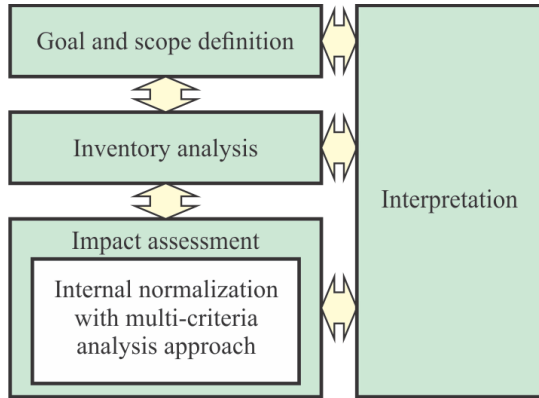 Goal and scope definition
Inventory analysis
Impact assessment
Internal normalization
with multi-criteria
analysis approach
Interpretation